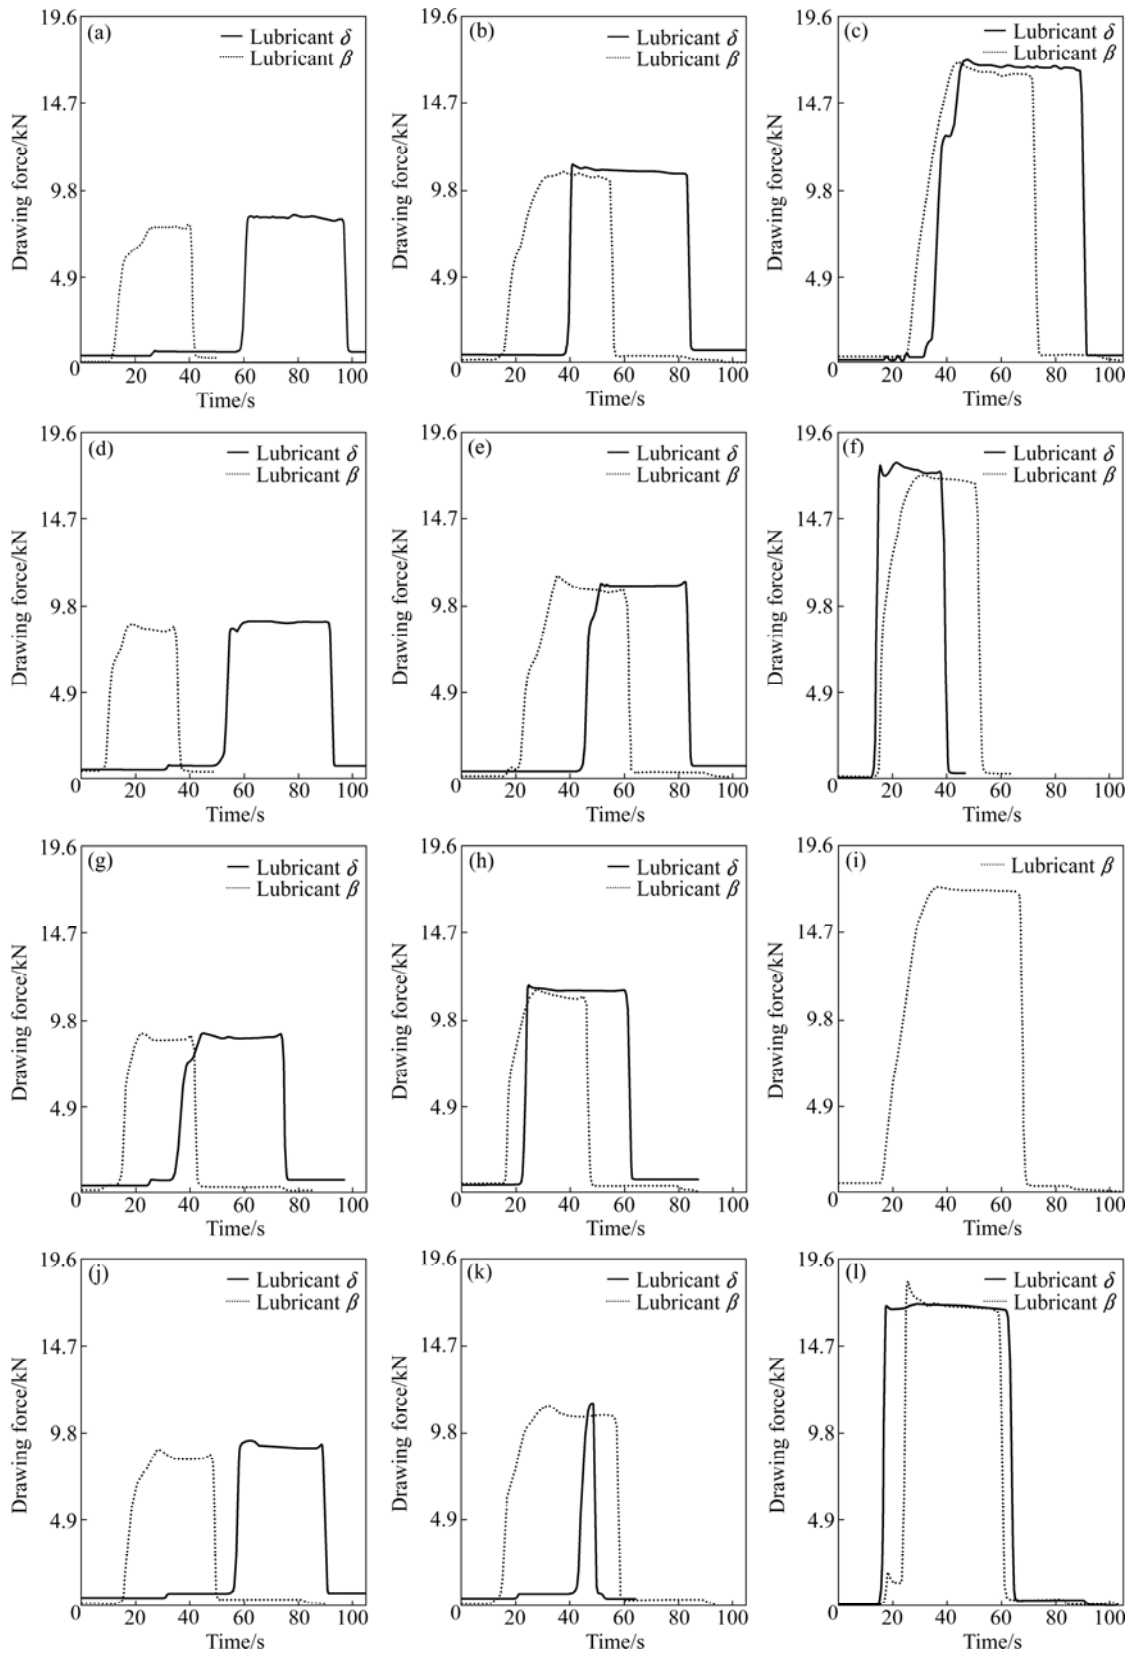 (a)
Lubricant δ
Lubricant β
19.6
14.7
9.8
4.9
0
20
40
60
80
100
Drawing force/kN
Time/s
(b)
Lubricant δ
Lubricant β
19.6
14.7
9.8
4.9
0
20
40
60
80
100
Drawing force/kN
Time/s
(c)
Lubricant δ
Lubricant β
19.6
14.7
9.8
4.9
0
20
40
60
80
100
Drawing force/kN
Time/s
(d)
Lubricant δ
Lubricant β
19.6
14.7
9.8
4.9
0
20
40
60
80
100
Drawing force/kN
Time/s
(e)
Lubricant δ
Lubricant β
19.6
14.7
9.8
4.9
0
20
40
60
80
100
Drawing force/kN
Time/s
(f)
Lubricant δ
Lubricant β
19.6
14.7
9.8
4.9
0
20
40
60
80
100
Drawing force/kN
Time/s
(g)
Lubricant δ
Lubricant β
19.6
14.7
9.8
4.9
0
20
40
60
80
100
Drawing force/kN
Time/s
(h)
Lubricant δ
Lubricant β
19.6
14.7
9.8
4.9
0
20
40
60
80
100
Drawing force/kN
Time/s
(i)
Lubricant β
19.6
14.7
9.8
4.9
0
20
40
60
80
100
Drawing force/kN
Time/s
(j)
Lubricant δ
Lubricant β
19.6
14.7
9.8
4.9
0
20
40
60
80
100
Drawing force/kN
Time/s
(k)
Lubricant δ
Lubricant β
19.6
14.7
9.8
4.9
0
20
40
60
80
100
Drawing force/kN
Time/s
(l)
Lubricant δ
Lubricant β
19.6
14.7
9.8
4.9
0
20
40
60
80
100
Drawing force/kN
Time/s